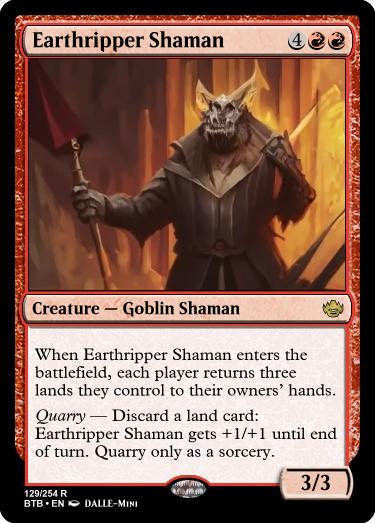 Earthripper Shaman 4
Creature — Goblin Shaman
When Earthripper Shaman enters the
battlefield, each player returns three
lands they control to their owners' hands.
Quarry — Discard a land card:
Earthripper Shaman gets +1/+1 until end
of turn. Quarry only as a sorcery.
3/3
129/254 R
BTB • EN DALLE-Mini